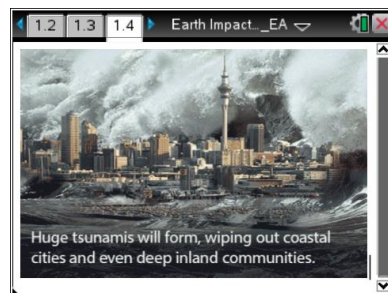 1.2 1.3 1.4 Earth Impact..._EA
Huge tsunamis will form, wiping out coastal
cities and even deep inland communities.